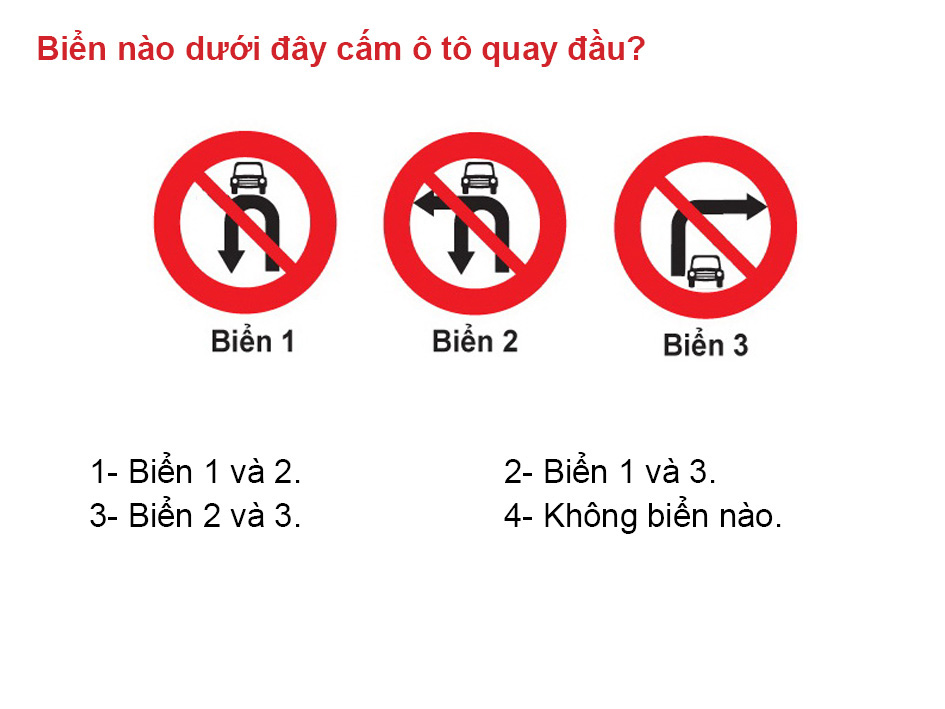 Biển nào dưới đây cấm ô tô quay đầu?
Biển 1
Biển 2
Biển 3
1- Biển 1 và 2.
2- Biển 1 và 3.
3- Biển 2 và 3.
4- Không biển nào.